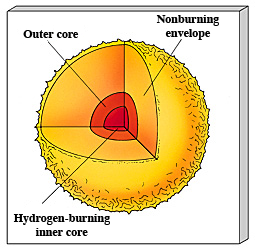 Nonburning
envelope
Outer core
Hydrogen-burning
inner core